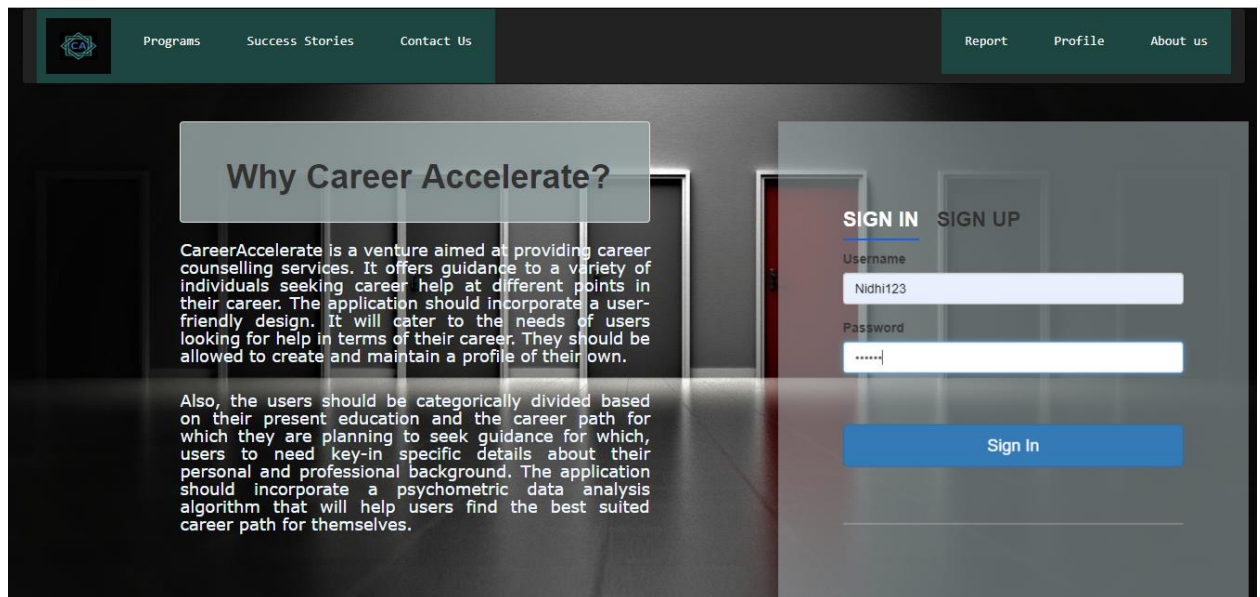 CA
Programs
Success Stories
Contact Us
Report
Profile
About us
Why Career Accelerate?
CareerAccelerate is a venture aimed at providing career
counselling services. It offers guidance to a variety of
individuals seeking career help at different points in
their career. The application should incorporate a user-
friendly design. It will cater to the needs of users
looking for help in terms of their career. They should be
allowed to create and maintain a profile of their own.
Also, the users should be categorically divided based
on their present education and the career path for
which they are planning to seek guidance for which,
users to need key-in specific details about their
personal and professional background. The application
should incorporate a psychometric data analysis
algorithm that will help users find the best suited
career path for themselves.
SIGN IN SIGN UP
Username
Nidhi123
Password
••••••
Sign In